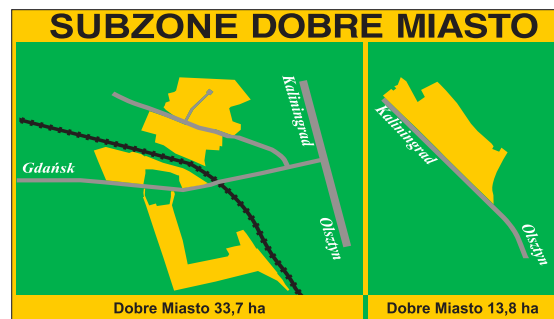 SUBZONE DOBRE MIASTO
Kaliningrad
Gdańsk
Olsztyn
Kaliningrad
Olsztyn
Dobre Miasto 33,7 ha
Dobre Miasto 13,8 ha